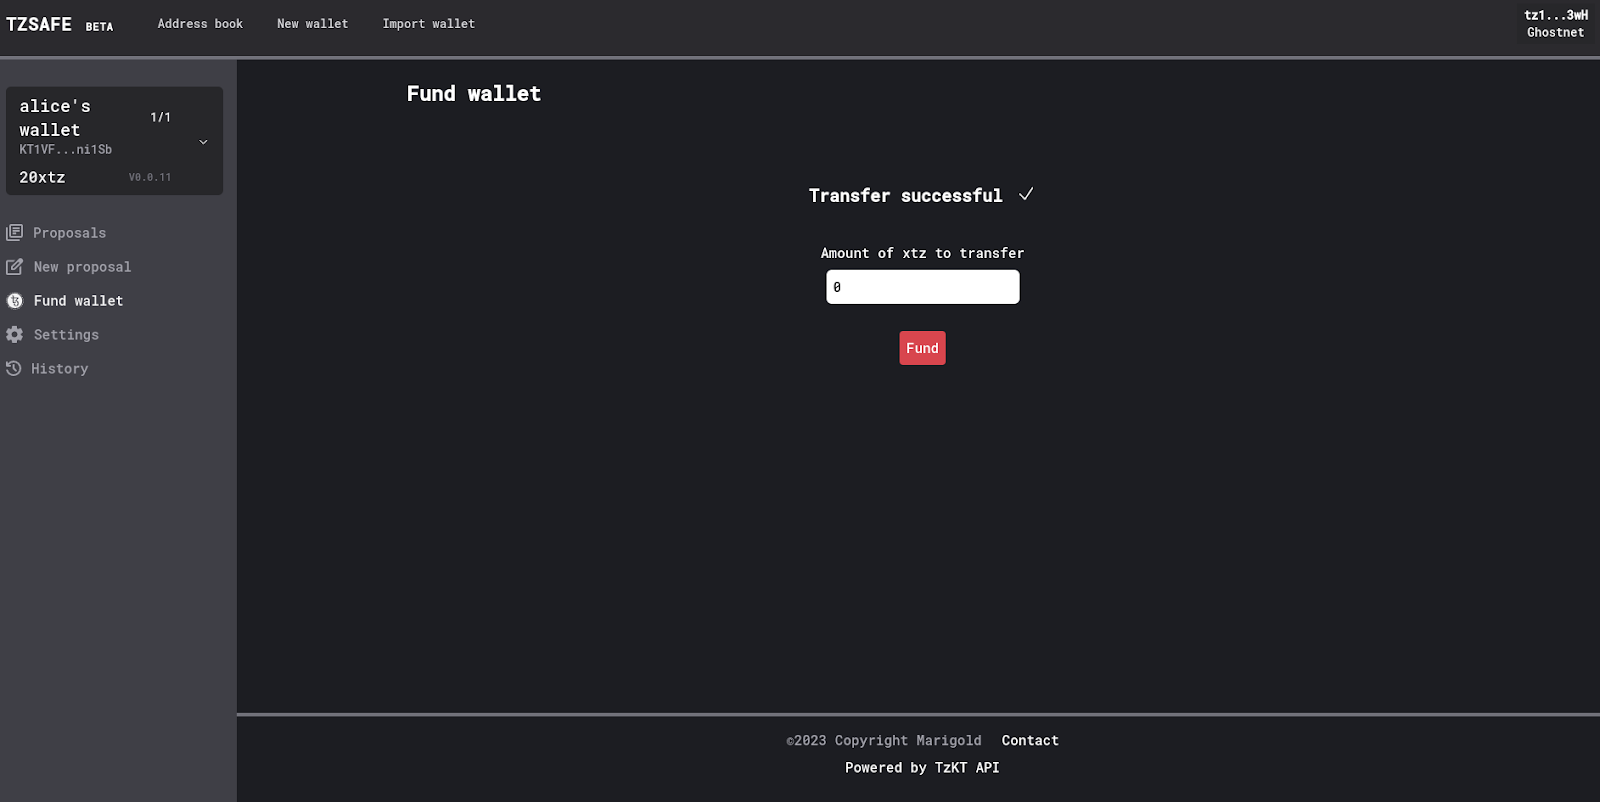 TZSAFE BETA Address book New wallet Import wallet
tz1...3wH
Ghostnet
alice's
wallet
1/1
KT1VF...ni1Sb
20xtz V0.0.11
Proposals
New proposal
Fund wallet
Settings
History
Fund wallet
Transfer successful
Amount of xtz to transfer
0
Fund
©2023 Copyright Marigold Contact
Powered by TzKT API